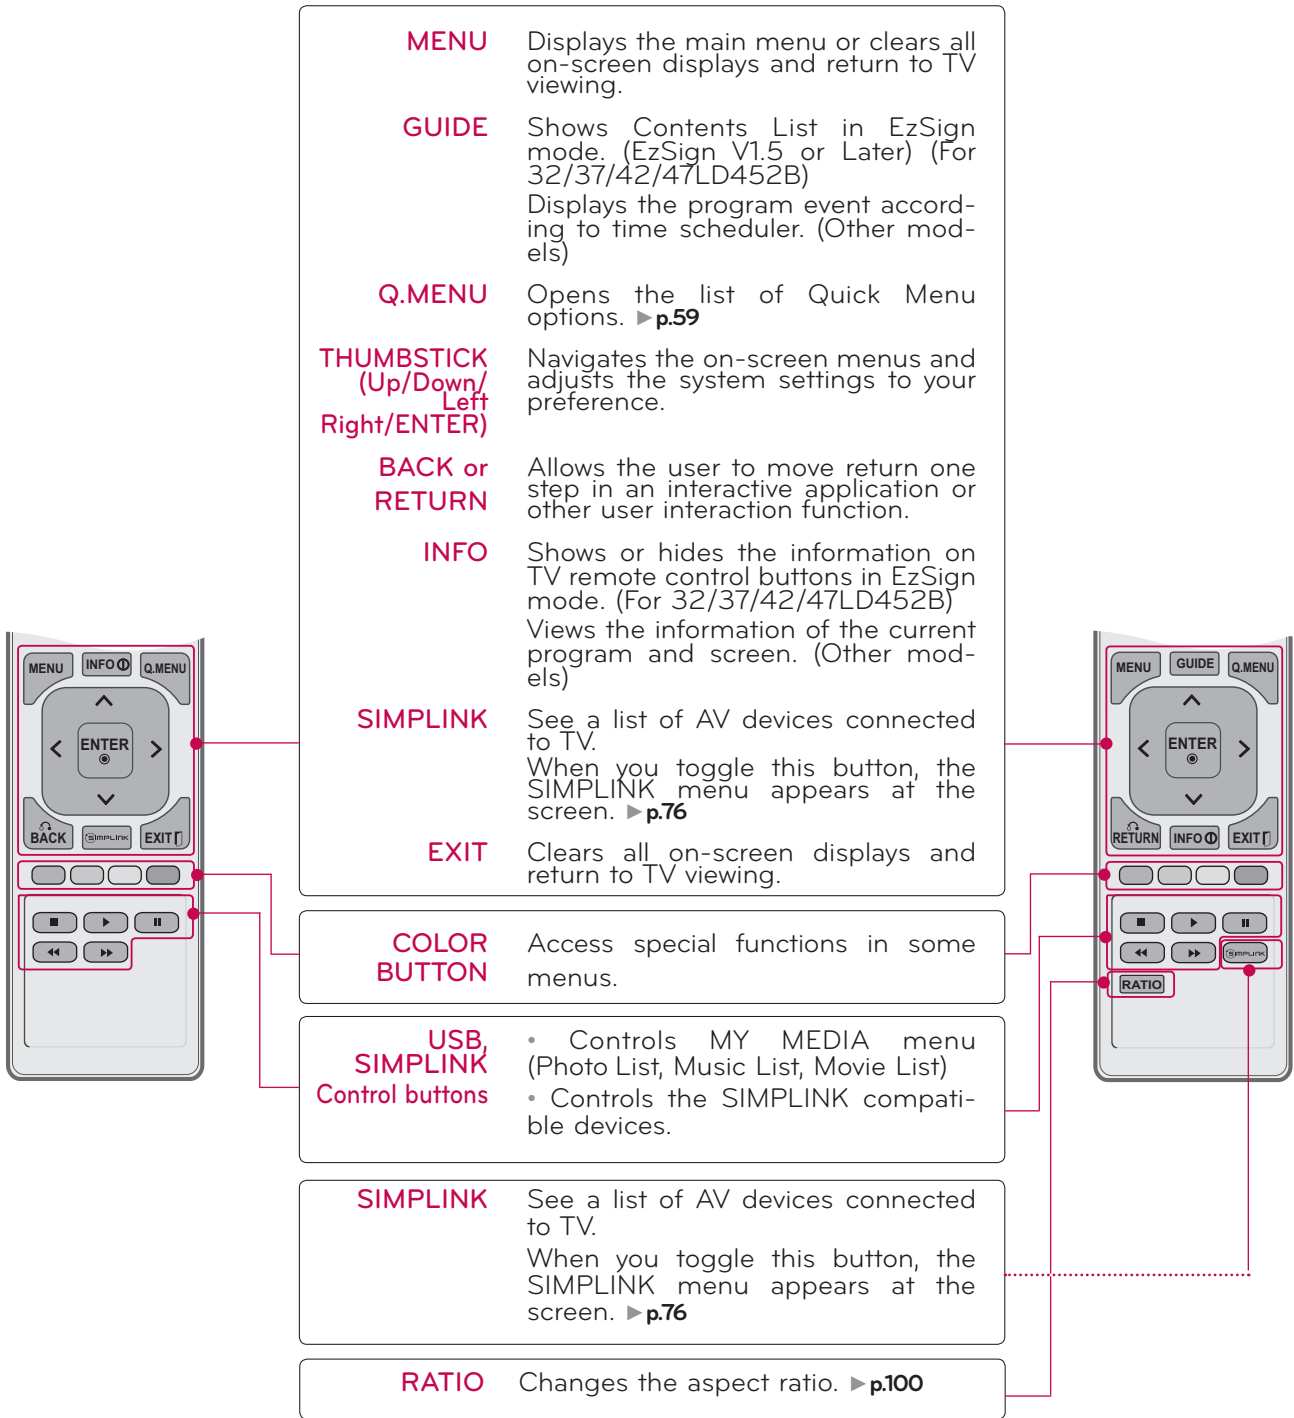 MENU Displays the main menu or clears all
on-screen displays and return to TV
viewing.
GUIDE Shows Contents List in EzSign
mode. (EzSign V1.5 or Later) (For
32/37/42/47LD452B)
Displays the program event accord-
ing to time scheduler. (Other mod-
els)
Q.MENU Opens the list of Quick Menu
options. ►p.59
THUMBSTICK Navigates the on-screen menus and
(Up/Down/ adjusts the system settings to your
Left preference.
Right/ENTER)
BACK or Allows the user to move return one
step in an interactive application or
RETURN other user interaction function.
INFO Shows or hides the information on
TV remote control buttons in EzSign
mode. (For 32/37/42/47LD452B)
Views the information of the current
program and screen. (Other mod-
els)
SIMPLINK See a list of AV devices connected
to TV.
When you toggle this button, the
SIMPLINK menu appears at the
screen. ►p.76
EXIT Clears all on-screen displays and
return to TV viewing.
COLOR Access special functions in some
BUTTON menus.
USB, • Controls MY MEDIA menu
SIMPLINK (Photo List, Music List, Movie List)
Control buttons • Controls the SIMPLINK compati-
ble devices.
SIMPLINK See a list of AV devices connected
to TV.
When you toggle this button, the
SIMPLINK menu appears at the
screen. ►p.76
RATIO Changes the aspect ratio. ►p.100
MENU INFO Q.MENU
ENTER
BACK SIMPLINK EXIT
MENU GUIDE Q.MENU
ENTER
RETURN INFO EXIT
SIMPLINK
RATIO